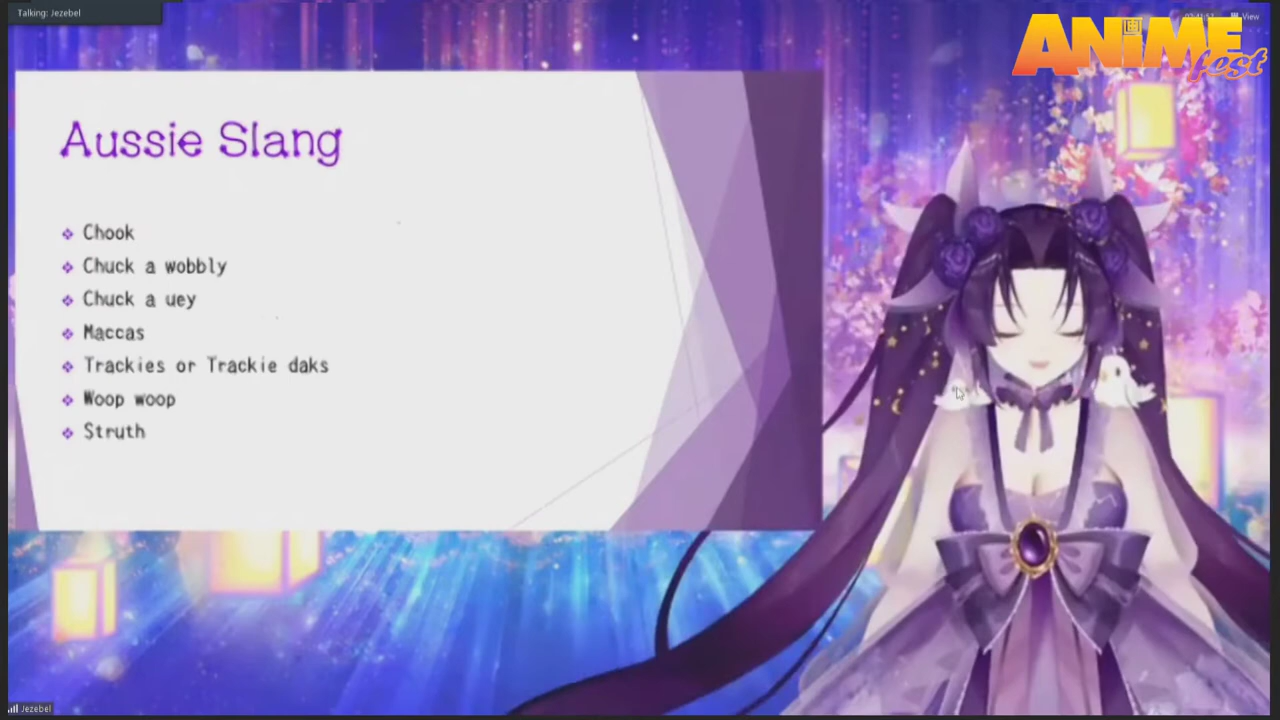 Talking: Jezebel
View
ANiME
fest
Aussie Slang
Chook
Chuck a wobbly
Chuck a uey
Maccas
Trackies or Trackie daks
Woop woop
Struth
Jezebel